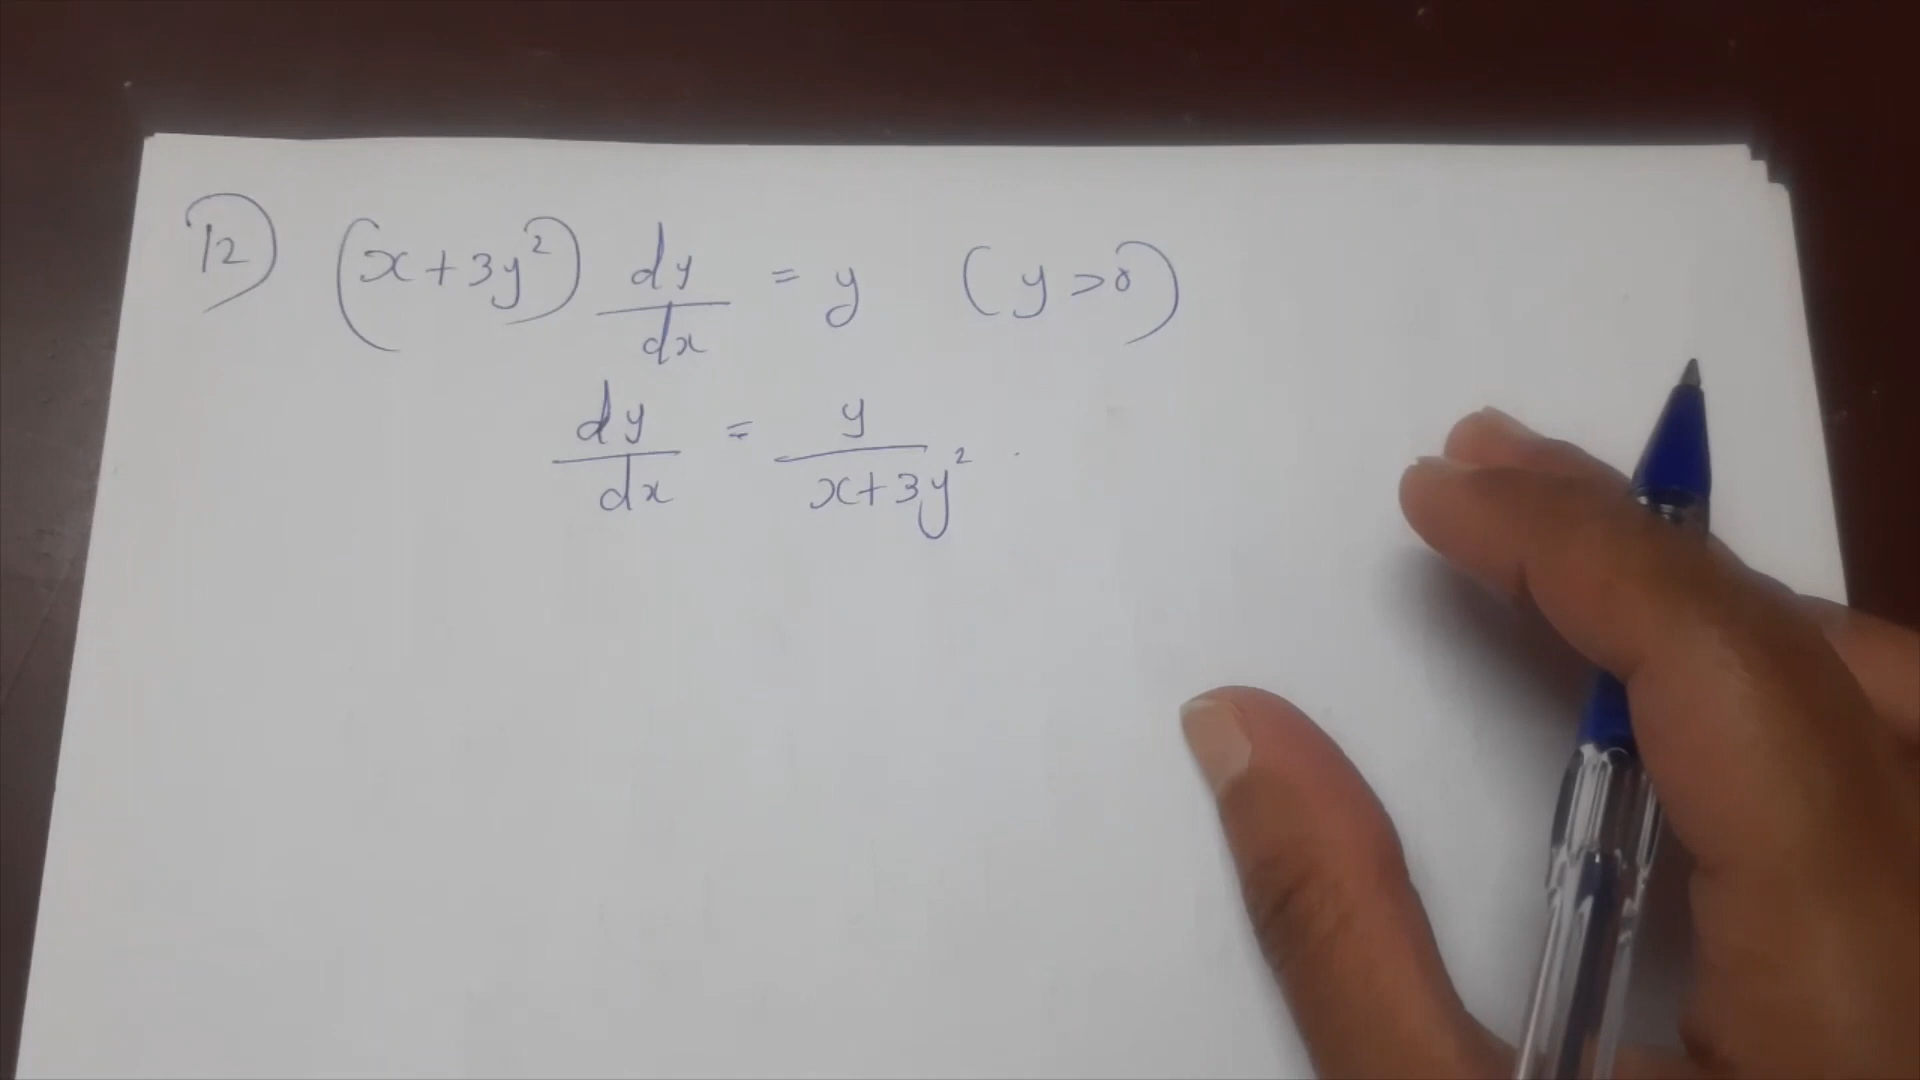 12) (x+3y²) dy/dx = y (y>0)
dy/dx = y/(x+3y²)